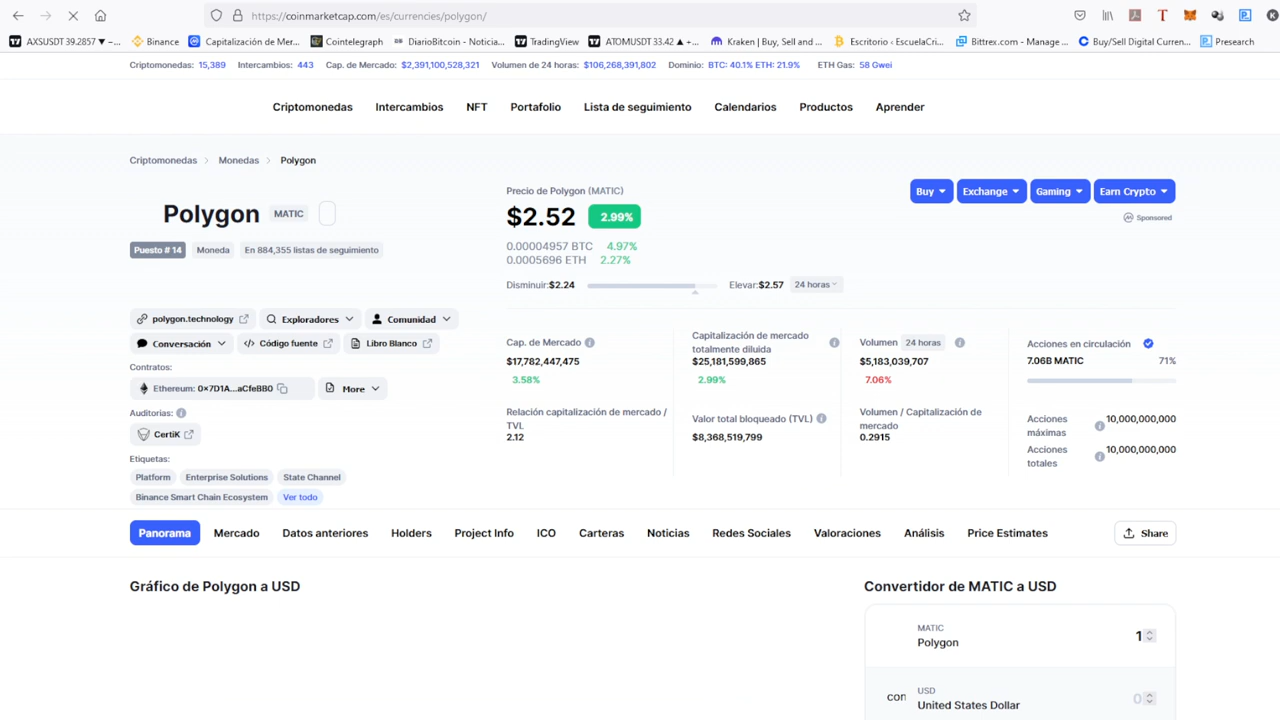 https://coinmarketcap.com/es/currencies/polygon/
AXSUSDT 39.2857 ▼ −... Binance Capitalización de Mer... Cointelegraph DiarioBitcoin - Noticia... TradingView ATOMUSDT 33.42 ▲ +... Kraken | Buy, Sell and ... Escritorio ‹ EscuelaCri... Bittrex.com - Manage ... Buy/Sell Digital Curren... Presearch
Criptomonedas: 15,389 Intercambios: 443 Cap. de Mercado: $2,391,100,528,321 Volumen de 24 horas: $106,268,391,802 Dominio: BTC: 40.1% ETH: 21.9% ETH Gas: 58 Gwei
Criptomonedas Intercambios NFT Portafolio Lista de seguimiento Calendarios Productos Aprender
Criptomonedas Monedas Polygon
Polygon MATIC
Puesto # 14 Moneda En 884,355 listas de seguimiento
Precio de Polygon (MATIC)
$2.52 2.99%
0.00004957 BTC 4.97%
0.0005696 ETH 2.27%
Disminuir:$2.24 Elevar:$2.57 24 horas
Buy Exchange Gaming Earn Crypto
Sponsored
polygon.technology Exploradores Comunidad
Conversación Código fuente Libro Blanco
Contratos:
Ethereum: 0x7D1A...aCfeBB0 More
Auditorias:
CertiK
Etiquetas:
Platform Enterprise Solutions State Channel
Binance Smart Chain Ecosystem Ver todo
Cap. de Mercado
$17,782,447,475
3.58%
Relación capitalización de mercado /
TVL
2.12
Capitalización de mercado
totalmente diluida
$25,181,599,865
2.99%
Valor total bloqueado (TVL)
$8,368,519,799
Volumen 24 horas
$5,183,039,707
7.06%
Volumen / Capitalización de
mercado
0.2915
Acciones en circulación
7.06B MATIC 71%
Acciones
máximas 10,000,000,000
Acciones
totales 10,000,000,000
Panorama Mercado Datos anteriores Holders Project Info ICO Carteras Noticias Redes Sociales Valoraciones Análisis Price Estimates Share
Gráfico de Polygon a USD
Convertidor de MATIC a USD
MATIC
Polygon 1
con USD
United States Dollar 0